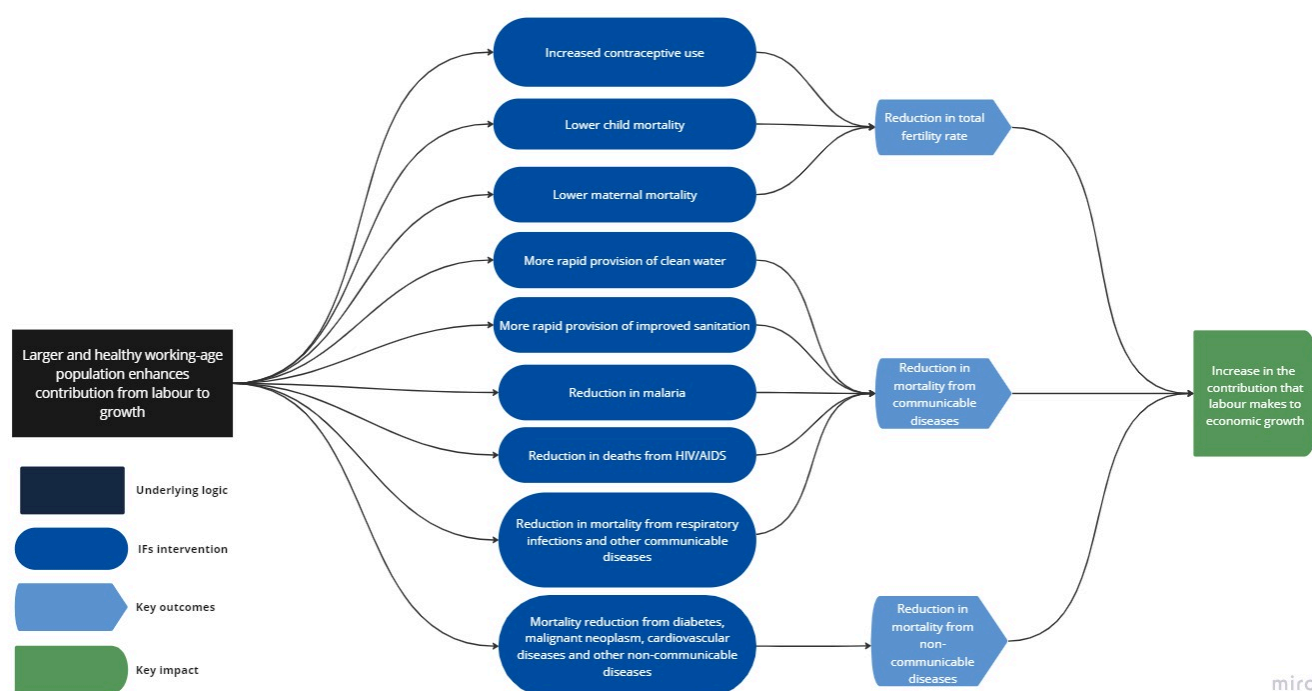 Increased contraceptive use
Lower child mortality
Lower maternal mortality
More rapid provision of clean water
More rapid provision of improved sanitation
Reduction in malaria
Reduction in deaths from HIV/AIDS
Reduction in mortality from respiratory
infections and other communicable
diseases
Mortality reduction from diabetes,
malignant neoplasm, cardiovascular
diseases and other non-communicable
diseases
Reduction in total
fertility rate
Reduction in
mortality from
communicable
diseases
Reduction in
mortality from
non-
communicable
diseases
Increase in the
contribution that
labour makes to
economic growth
Larger and healthy working-age
population enhances
contribution from labour to
growth
Underlying logic
IFs intervention
Key outcomes
Key impact
miro